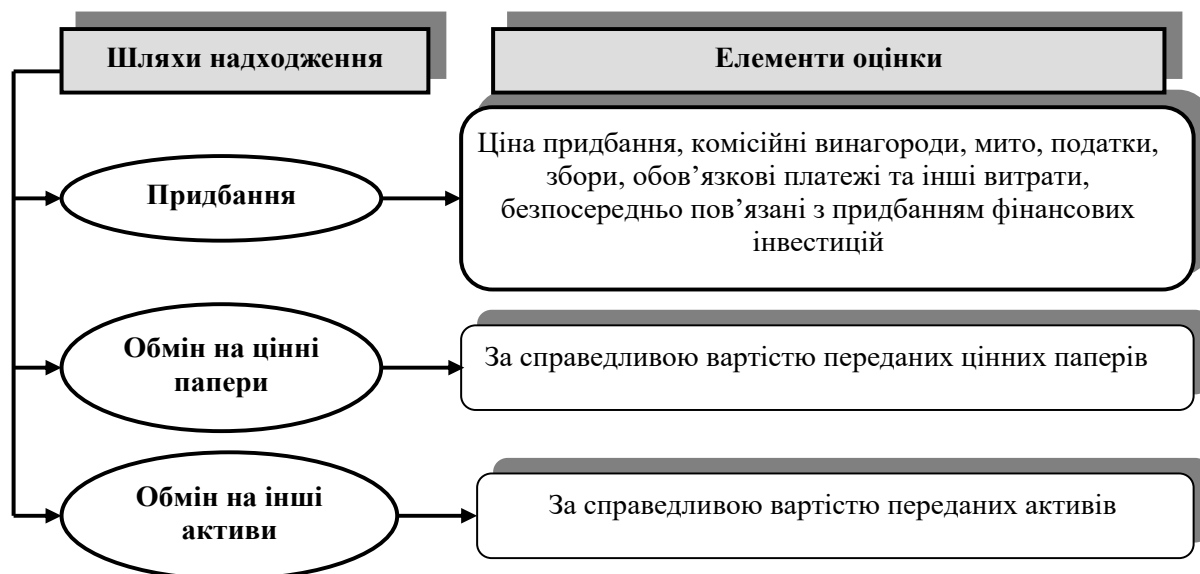 Шляхи надходження
Елементи оцінки
Придбання
Ціна придбання, комісійні винагороди, мито, податки,
збори, обов’язкові платежі та інші витрати,
безпосередньо пов’язані з придбанням фінансових
інвестицій
Обмін на цінні
папери
За справедливою вартістю переданих цінних паперів
Обмін на інші
активи
За справедливою вартістю переданих активів